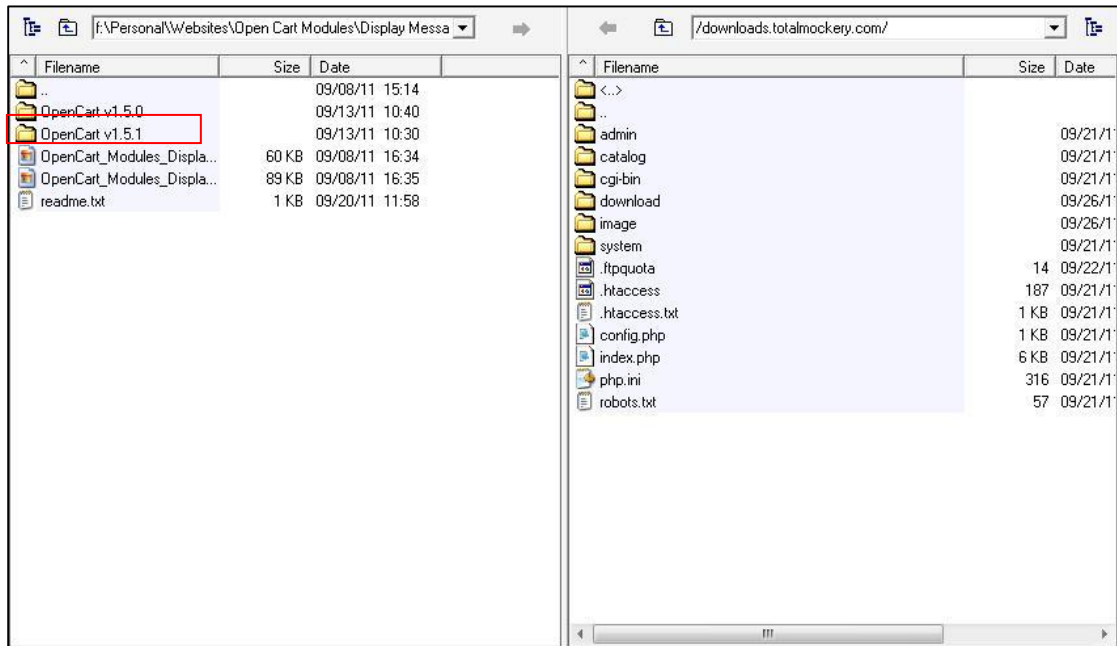 f:\Personal\Websites\Open Cart Modules\Display Messa
^ Filename Size Date
.. 09/08/11 15:14
OpenCart v1.5.0 09/13/11 10:40
OpenCart v1.5.1 09/13/11 10:30
OpenCart_Modules_Displa... 60 KB 09/08/11 16:34
OpenCart_Modules_Displa... 89 KB 09/08/11 16:35
readme.txt 1 KB 09/20/11 11:58
/downloads.totalmockery.com/
^ Filename Size Date
<..>
..
admin 09/21/1
catalog 09/21/1
cgi-bin 09/21/1
download 09/26/1
image 09/26/1
system 09/21/1
.ftpquota 14 09/22/1
.htaccess 187 09/21/1
.htaccess.txt 1 KB 09/21/1
config.php 1 KB 09/21/1
index.php 6 KB 09/21/1
php.ini 316 09/21/1
robots.txt 57 09/21/1